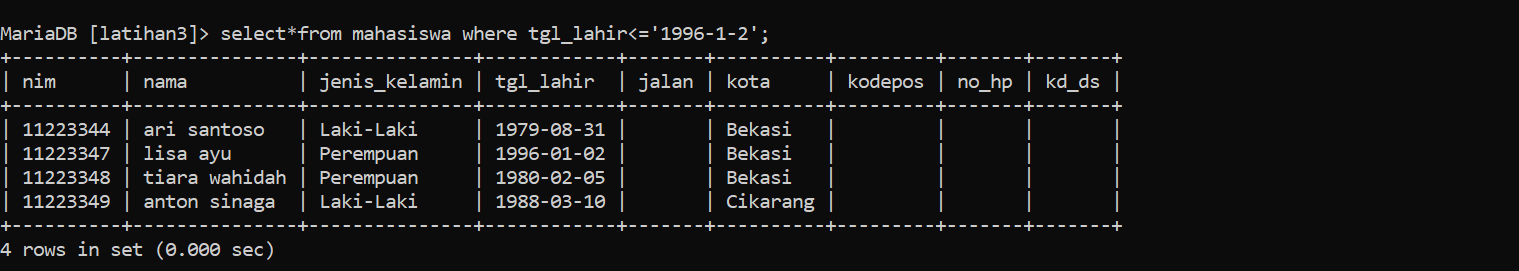 MariaDB [latihan3]> select*from mahasiswa where tgl_lahir<='1996-1-2';
+----------+---------------+---------------+------------+-------+----------+---------+-------+-------+
| nim      | nama          | jenis_kelamin | tgl_lahir  | jalan | kota     | kodepos | no_hp | kd_ds |
+----------+---------------+---------------+------------+-------+----------+---------+-------+-------+
| 11223344 | ari santoso   | Laki-Laki     | 1979-08-31 |       | Bekasi   |         |       |       |
| 11223347 | lisa ayu      | Perempuan     | 1996-01-02 |       | Bekasi   |         |       |       |
| 11223348 | tiara wahidah | Perempuan     | 1980-02-05 |       | Bekasi   |         |       |       |
| 11223349 | anton sinaga  | Laki-Laki     | 1988-03-10 |       | Cikarang |         |       |       |
+----------+---------------+---------------+------------+-------+----------+---------+-------+-------+
4 rows in set (0.000 sec)